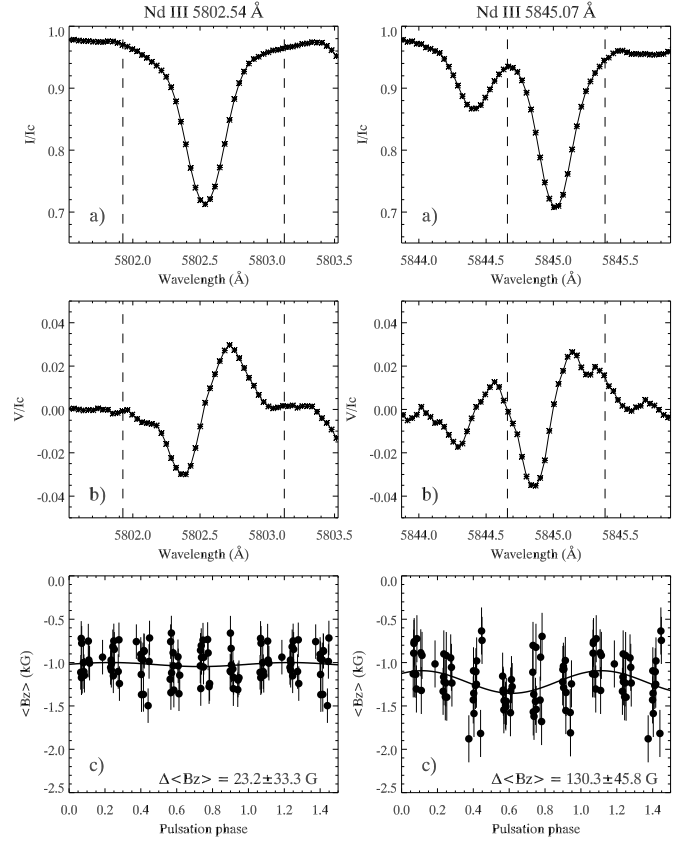 Nd III 5802.54 Å
Nd III 5845.07 Å
1.0
0.9
0.8
0.7
I/Ic
a)
5802.0 5802.5 5803.0 5803.5
Wavelength (Å)
1.0
0.9
0.8
0.7
I/Ic
a)
5844.0 5844.5 5845.0 5845.5
Wavelength (Å)
0.04
0.02
0.00
-0.02
-0.04
V/Ic
b)
5802.0 5802.5 5803.0 5803.5
Wavelength (Å)
0.04
0.02
0.00
-0.02
-0.04
V/Ic
b)
5844.0 5844.5 5845.0 5845.5
Wavelength (Å)
0.0
-0.5
-1.0
-1.5
-2.0
-2.5
<Bz> (kG)
c)
Δ<Bz> = 23.2±33.3 G
0.0 0.2 0.4 0.6 0.8 1.0 1.2 1.4
Pulsation phase
0.0
-0.5
-1.0
-1.5
-2.0
-2.5
<Bz> (kG)
c)
Δ<Bz> = 130.3±45.8 G
0.0 0.2 0.4 0.6 0.8 1.0 1.2 1.4
Pulsation phase